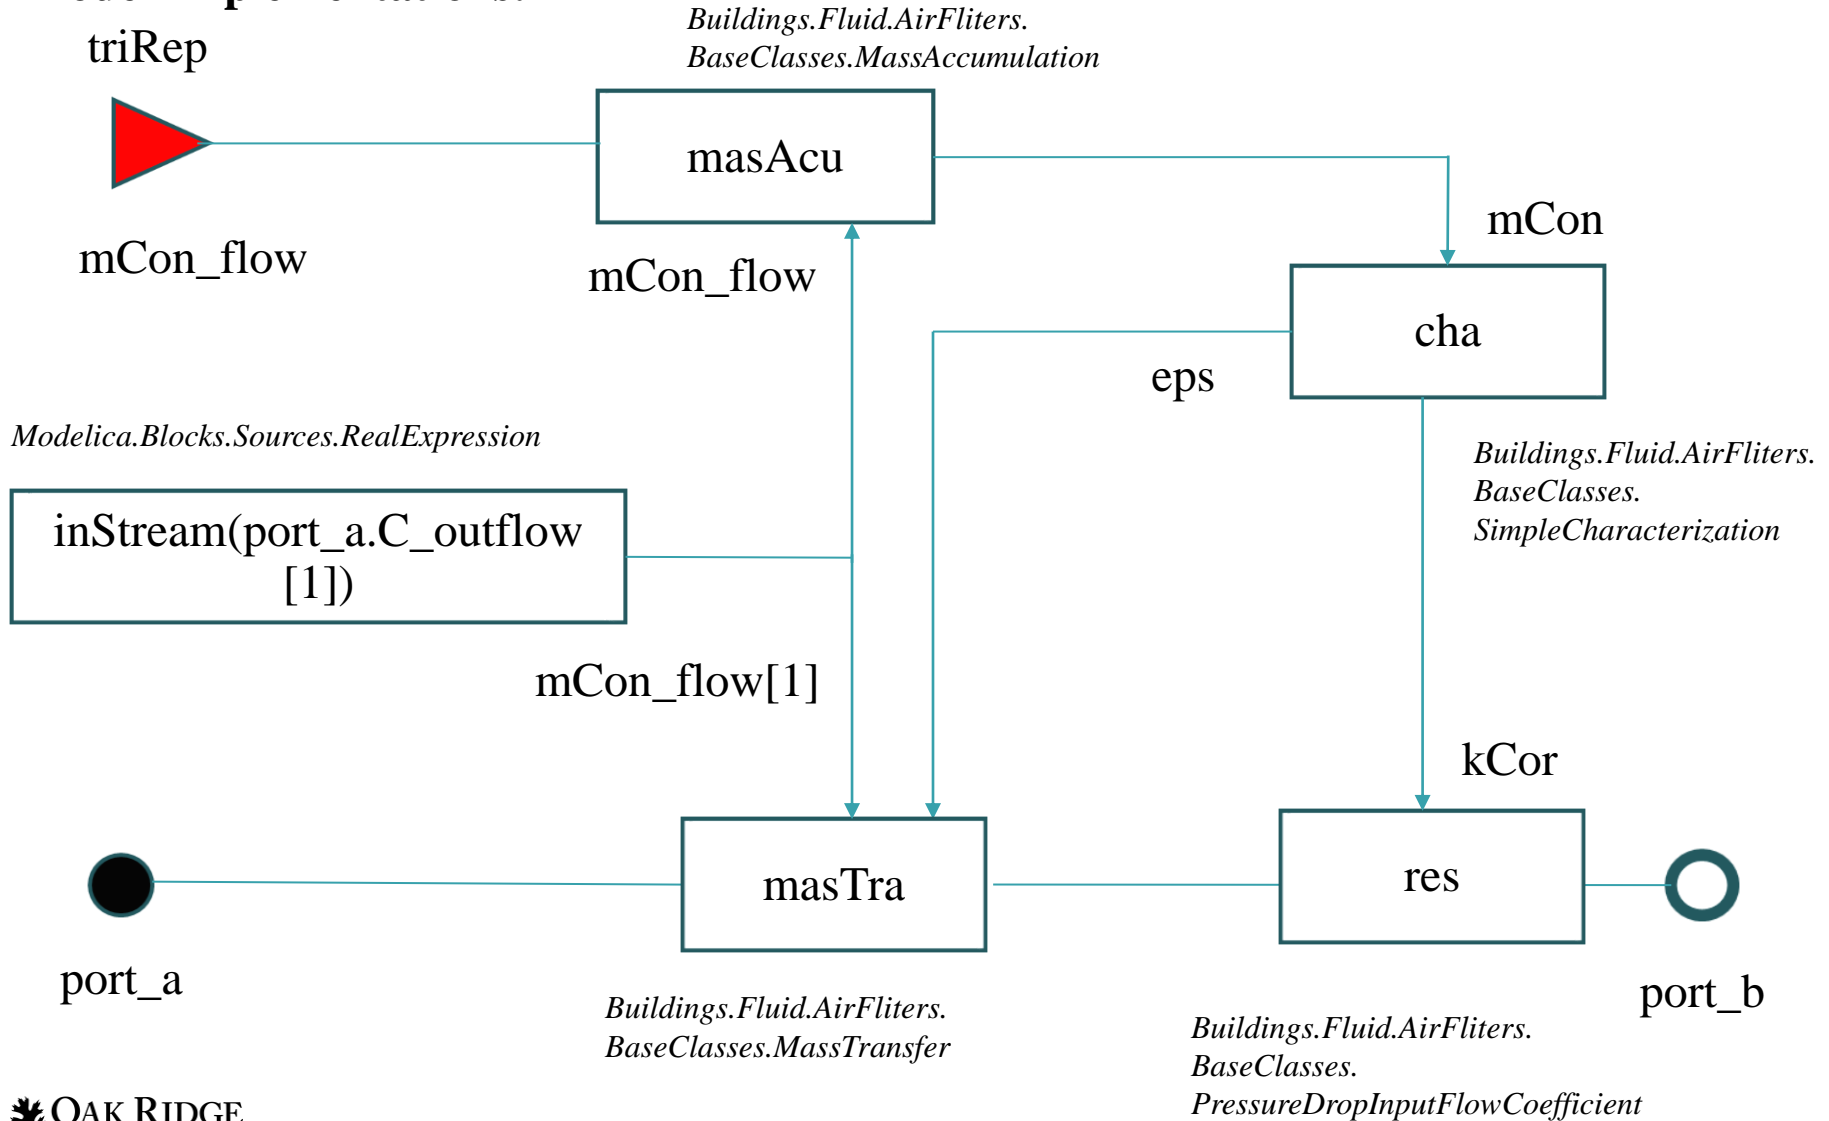 triRep
Buildings.Fluid.AirFliters.
BaseClasses.MassAccumulation
masAcu
mCon_flow
mCon_flow
mCon
cha
eps
Modelica.Blocks.Sources.RealExpression
Buildings.Fluid.AirFliters.
BaseClasses.
SimpleCharacterization
inStream(port_a.C_outflow
[1])
mCon_flow[1]
kCor
masTra
res
port_a
port_b
Buildings.Fluid.AirFliters.
BaseClasses.MassTransfer
Buildings.Fluid.AirFliters.
BaseClasses.
PressureDropInputFlowCoefficient
OAK RIDGE